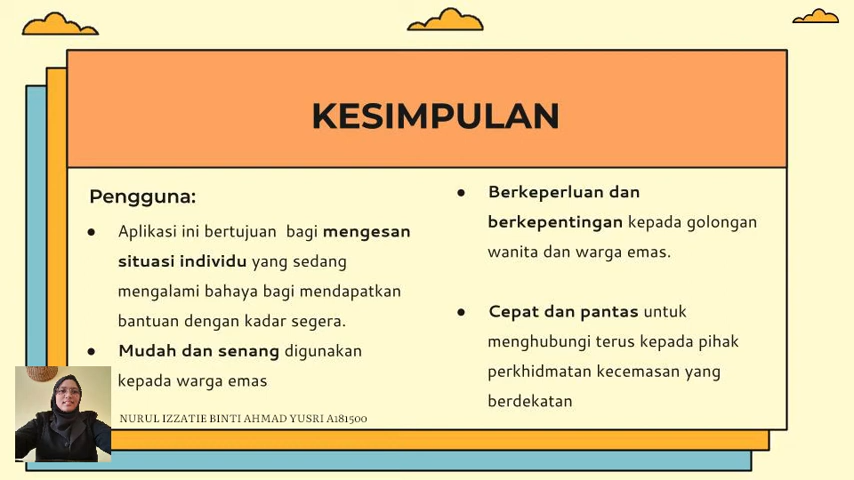 KESIMPULAN
Pengguna:
Aplikasi ini bertujuan bagi mengesan
situasi individu yang sedang
mengalami bahaya bagi mendapatkan
bantuan dengan kadar segera.
Mudah dan senang digunakan
kepada warga emas
Berkeperluan dan
berkepentingan kepada golongan
wanita dan warga emas.
Cepat dan pantas untuk
menghubungi terus kepada pihak
perkhidmatan kecemasan yang
berdekatan
NURUL IZZATIE BINTI AHMAD YUSRI A181500